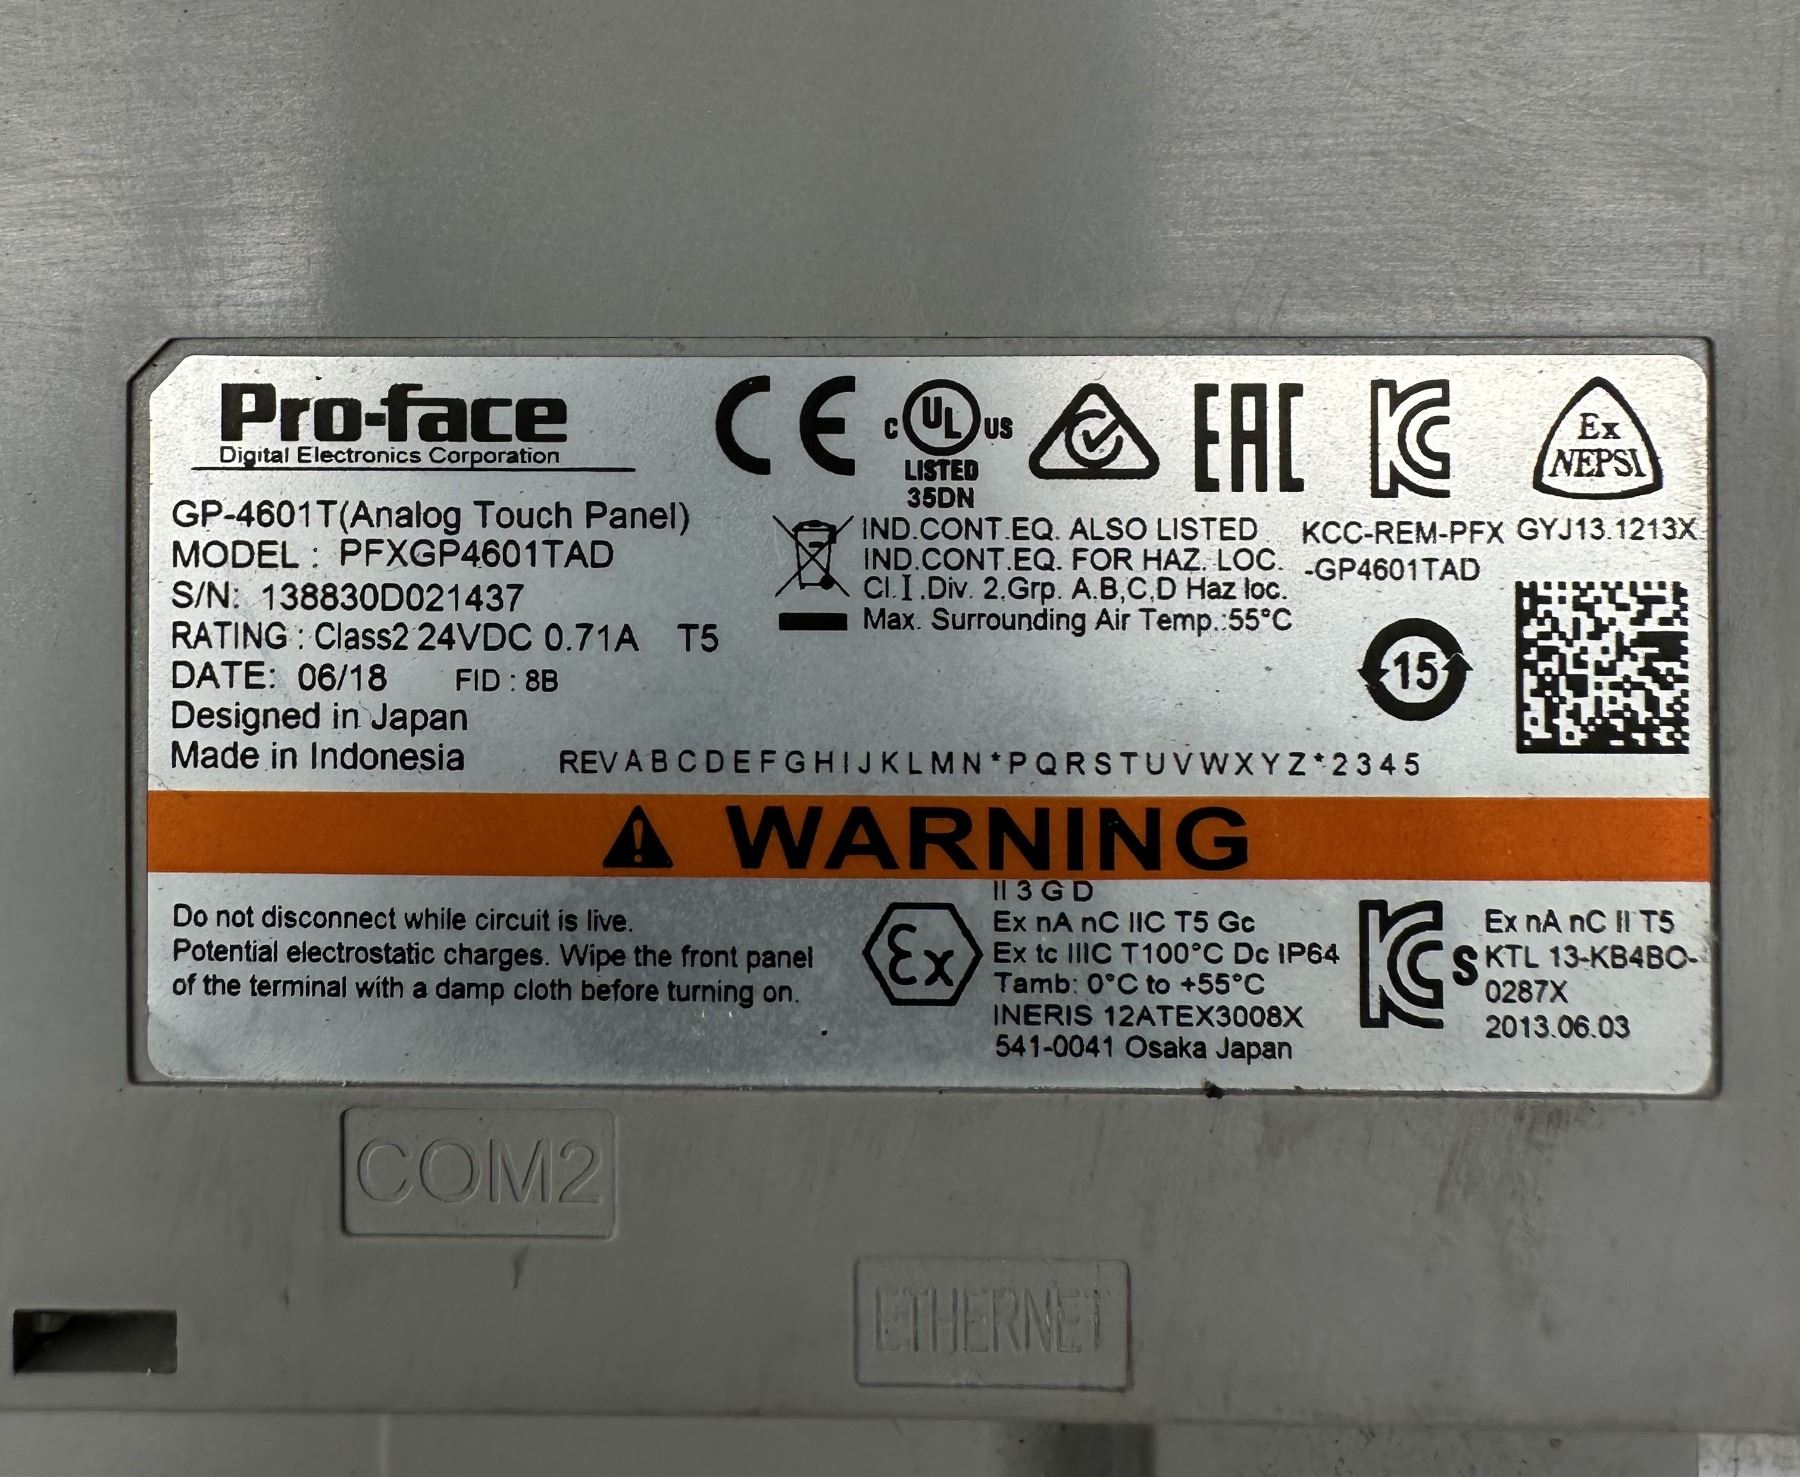 Pro-face
Digital Electronics Corporation
GP-4601T(Analog Touch Panel)
MODEL : PFXGP4601TAD
S/N: 138830D021437
RATING : Class2 24VDC 0.71A T5
DATE: 06/18 FID : 8B
Designed in Japan
Made in Indonesia
CE
C UL US
LISTED
35DN
EAC
Ex
NEPSI
IND.CONT.EQ. ALSO LISTED
IND.CONT.EQ. FOR HAZ. LOC.
Cl.I.Div. 2,Grp. A,B,C,D Haz loc.
Max. Surrounding Air Temp.:55°C
KCC-REM-PFX
-GP4601TAD
GYJ13.1213X
15
REV A B C D E F G H I J K L M N * P Q R S T U V W X Y Z * 2 3 4 5
WARNING
Do not disconnect while circuit is live.
Potential electrostatic charges. Wipe the front panel
of the terminal with a damp cloth before turning on.
Ex
II 3 G D
Ex nA nC IIC T5 Gc
Ex tc IIIC T100°C Dc IP64
Tamb: 0°C to +55°C
INERIS 12ATEX3008X
541-0041 Osaka Japan
S
Ex nA nC II T5
KTL 13-KB4BO-
0287X
2013.06.03
COM2
ETHERNET